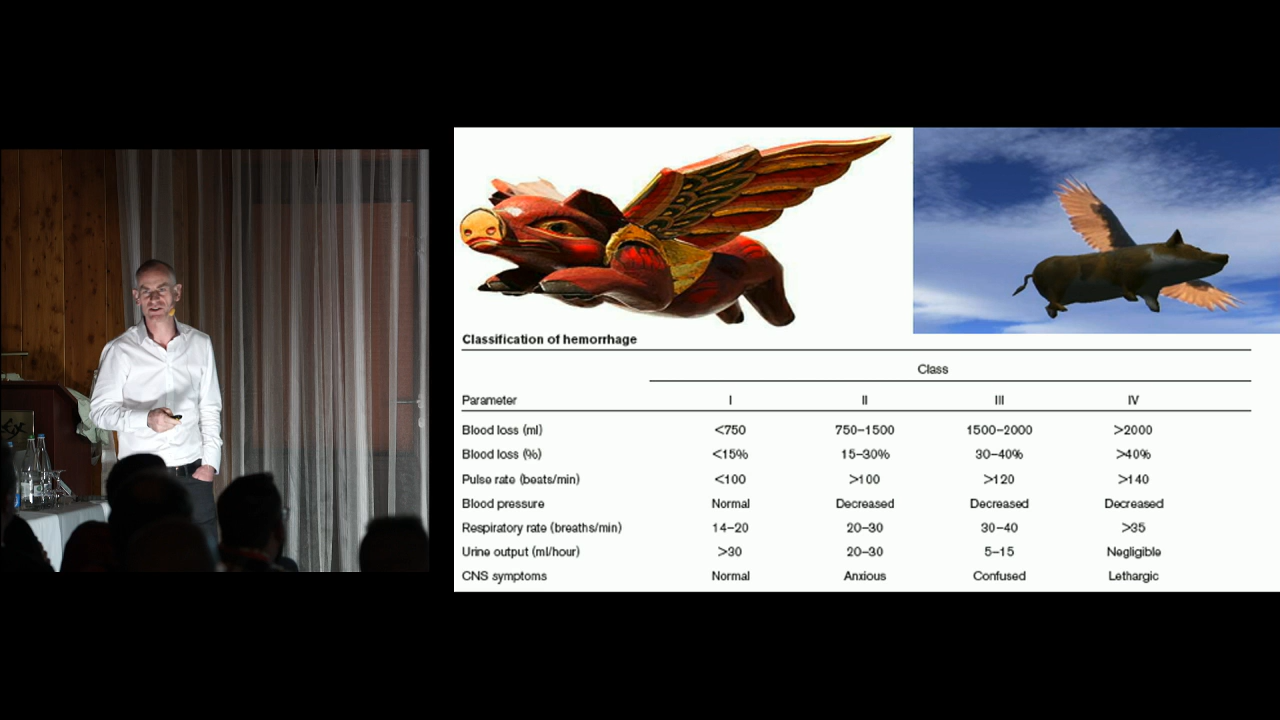 Classification of hemorrhage
Class
Parameter I II III IV
Blood loss (ml) <750 750–1500 1500–2000 >2000
Blood loss (%) <15% 15–30% 30–40% >40%
Pulse rate (beats/min) <100 >100 >120 >140
Blood pressure Normal Decreased Decreased Decreased
Respiratory rate (breaths/min) 14–20 20–30 30–40 >35
Urine output (ml/hour) >30 20–30 5–15 Negligible
CNS symptoms Normal Anxious Confused Lethargic